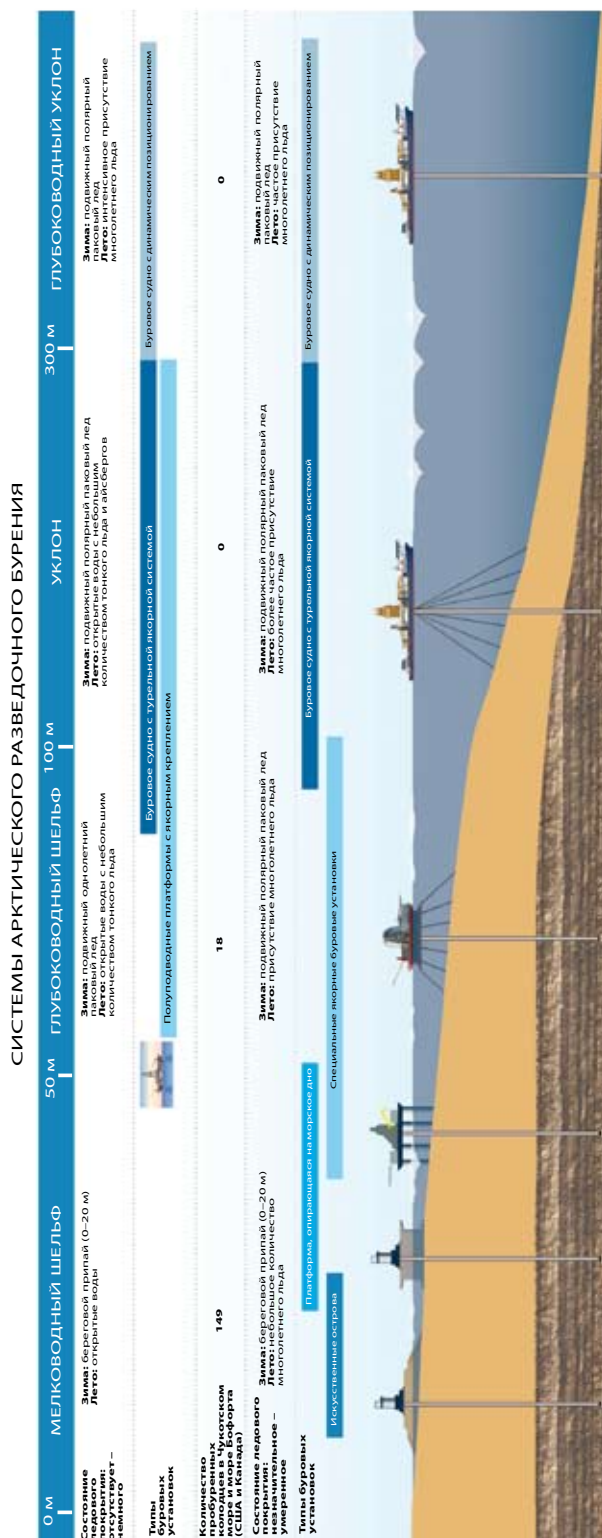 СИСТЕМЫ АРКТИЧЕСКОГО РАЗВЕДОЧНОГО БУРЕНИЯ
0 м
МЕЛКОВОДНЫЙ ШЕЛЬФ
50 м
ГЛУБОКОВОДНЫЙ ШЕЛЬФ
100 м
УКЛОН
300 м
ГЛУБОКОВОДНЫЙ УКЛОН
Состояние
ледового
покрытия:
отсутствует –
немного
Зима: береговой припай (0–20 м)
Лето: открытые воды
Зима: подвижный однолетний
паковый лед
Лето: открытые воды с небольшим
количеством тонкого льда
Зима: подвижный полярный паковый лед
Лето: открытые воды с небольшим
количеством тонкого льда и айсбергов
Зима: подвижный полярный
паковый лед
Лето: интенсивное присутствие
многолетнего льда
Типы
буровых
установок
Буровое судно с турельной якорной системой
Буровое судно с динамическим позиционированием
Полуподводные платформы с якорным креплением
Количество
пробуренных
колодцев в Чукотском
море и море Бофорта
(США и Канада)
149
18
0
0
Состояние ледового
покрытия:
незначительное –
умеренное
Зима: береговой припай (0–20 м)
Лето: небольшое количество
многолетнего льда
Зима: подвижный полярный паковый лед
Лето: присутствие многолетнего льда
Зима: подвижный полярный паковый лед
Лето: более частое присутствие
многолетнего льда
Зима: подвижный полярный
паковый лед
Лето: частое присутствие
многолетнего льда
Типы буровых
установок
Платформа, опирающаяся на морское дно
Буровое судно с турельной якорной системой
Буровое судно с динамическим позиционированием
Искусственные острова
Специальные якорные буровые установки